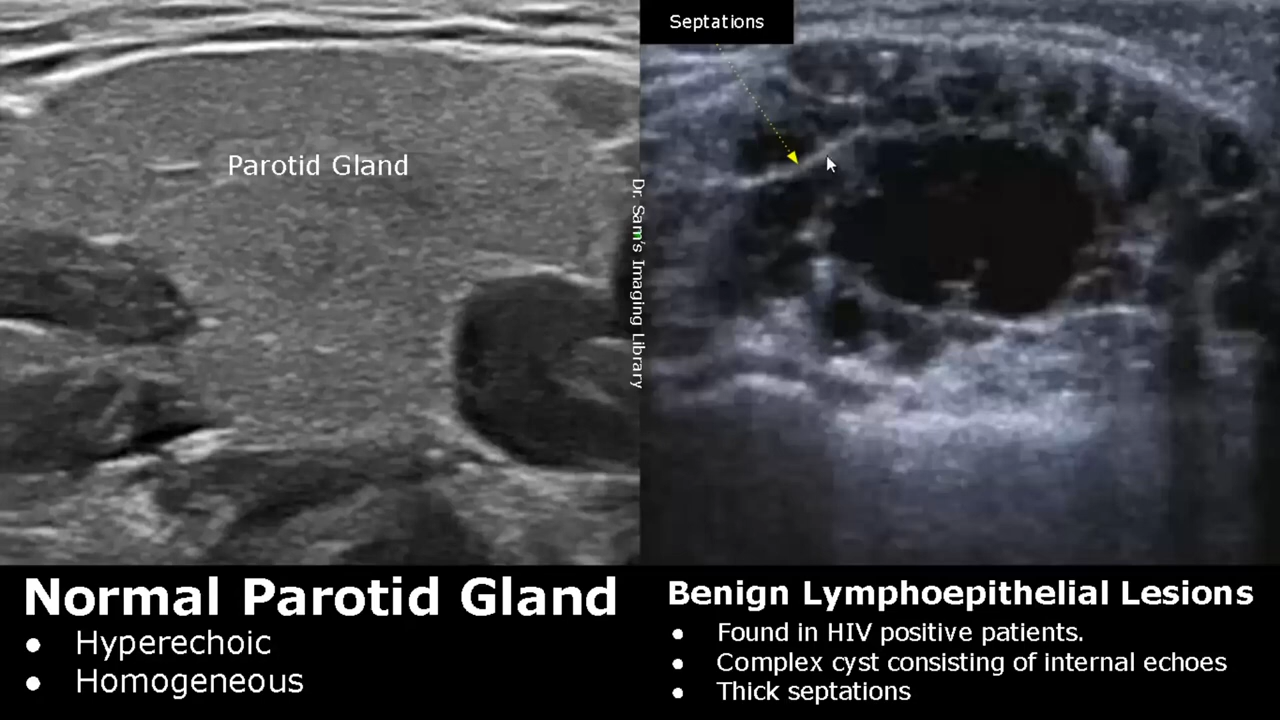 Septations
Parotid Gland
Dr. Sam's Imaging Library
Normal Parotid Gland
● Hyperechoic
● Homogeneous
Benign Lymphoepithelial Lesions
● Found in HIV positive patients.
● Complex cyst consisting of internal echoes
● Thick septations